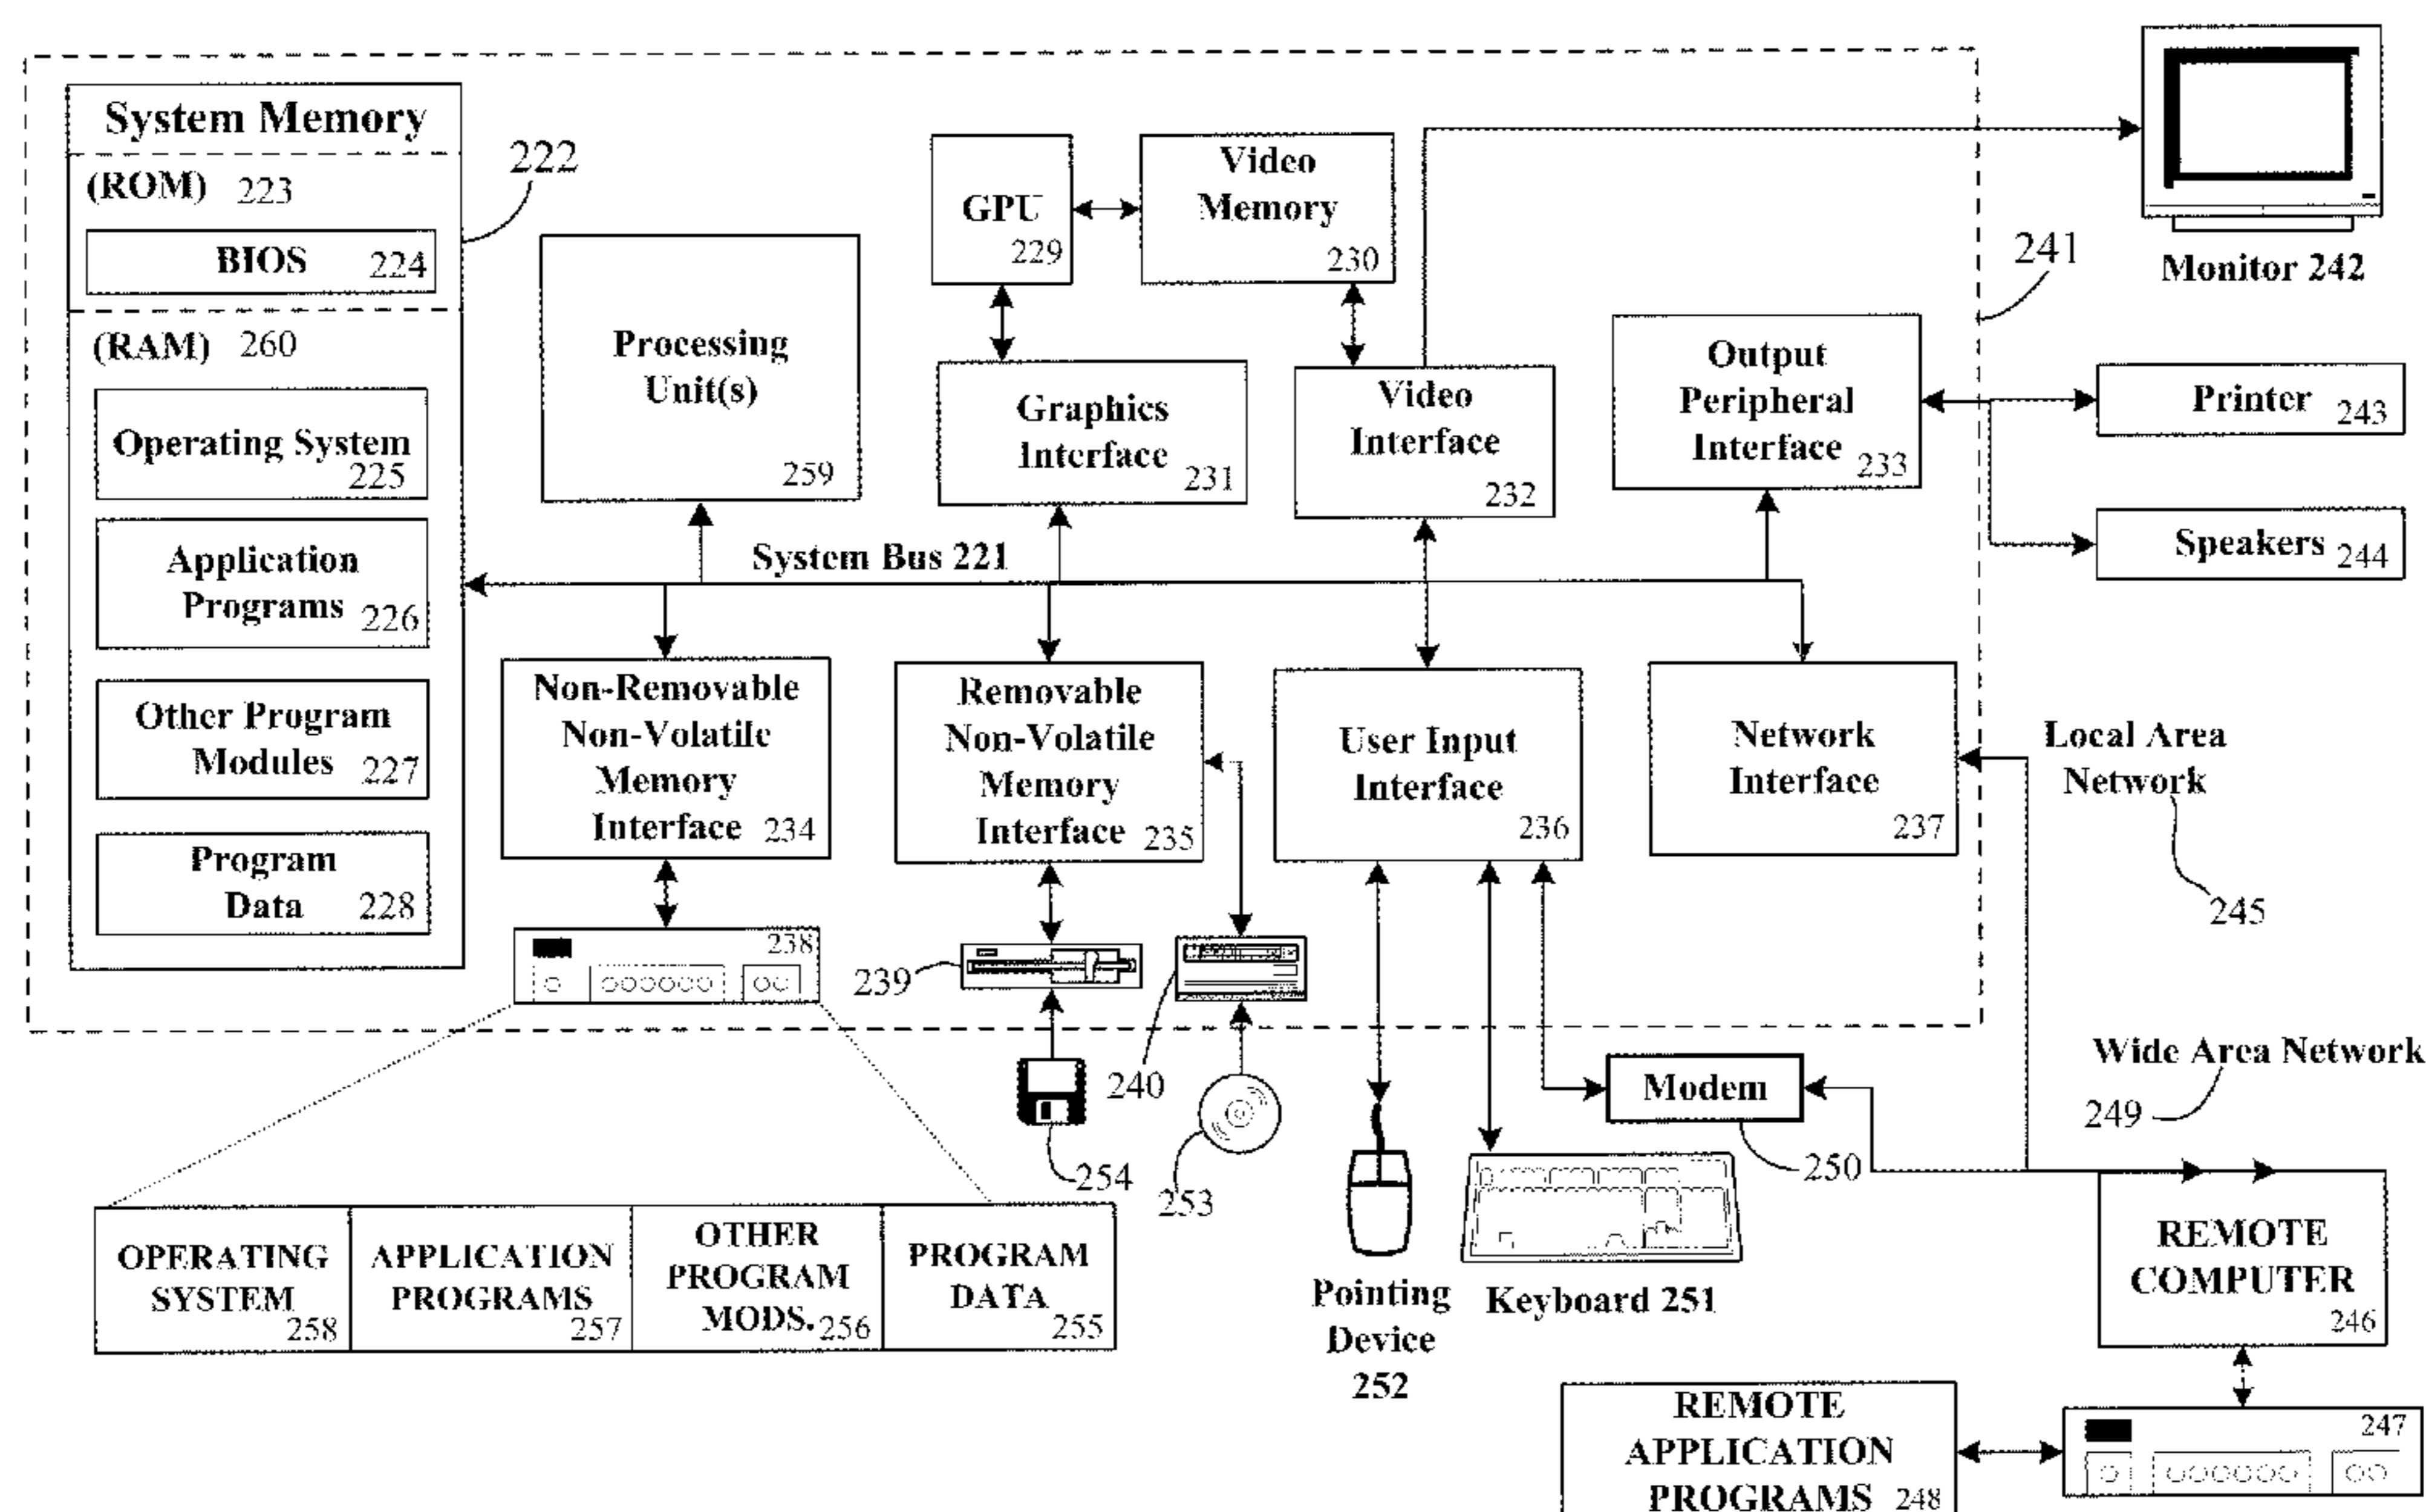 System Memory
(ROM) 223
BIOS 224
222
(RAM) 260
Operating System
225
Application
Programs 226
Other Program
Modules 227
Program
Data 228
Processing
Unit(s)
259
GPU
229
Video
Memory
230
Graphics
Interface
231
Video
Interface
232
Output
Peripheral
Interface 233
241
Monitor 242
Printer 243
Speakers 244
System Bus 221
Non-Removable
Non-Volatile
Memory
Interface 234
Removable
Non-Volatile
Memory
Interface 235
User Input
Interface
236
Network
Interface
237
Local Area
Network
245
238
239
240
254
253
Wide Area Network
249
Modem
250
OPERATING
SYSTEM
258
APPLICATION
PROGRAMS
257
OTHER
PROGRAM
MODS. 256
PROGRAM
DATA
255
Pointing
Device
252
Keyboard 251
REMOTE
COMPUTER
246
247
REMOTE
APPLICATION
PROGRAMS 248